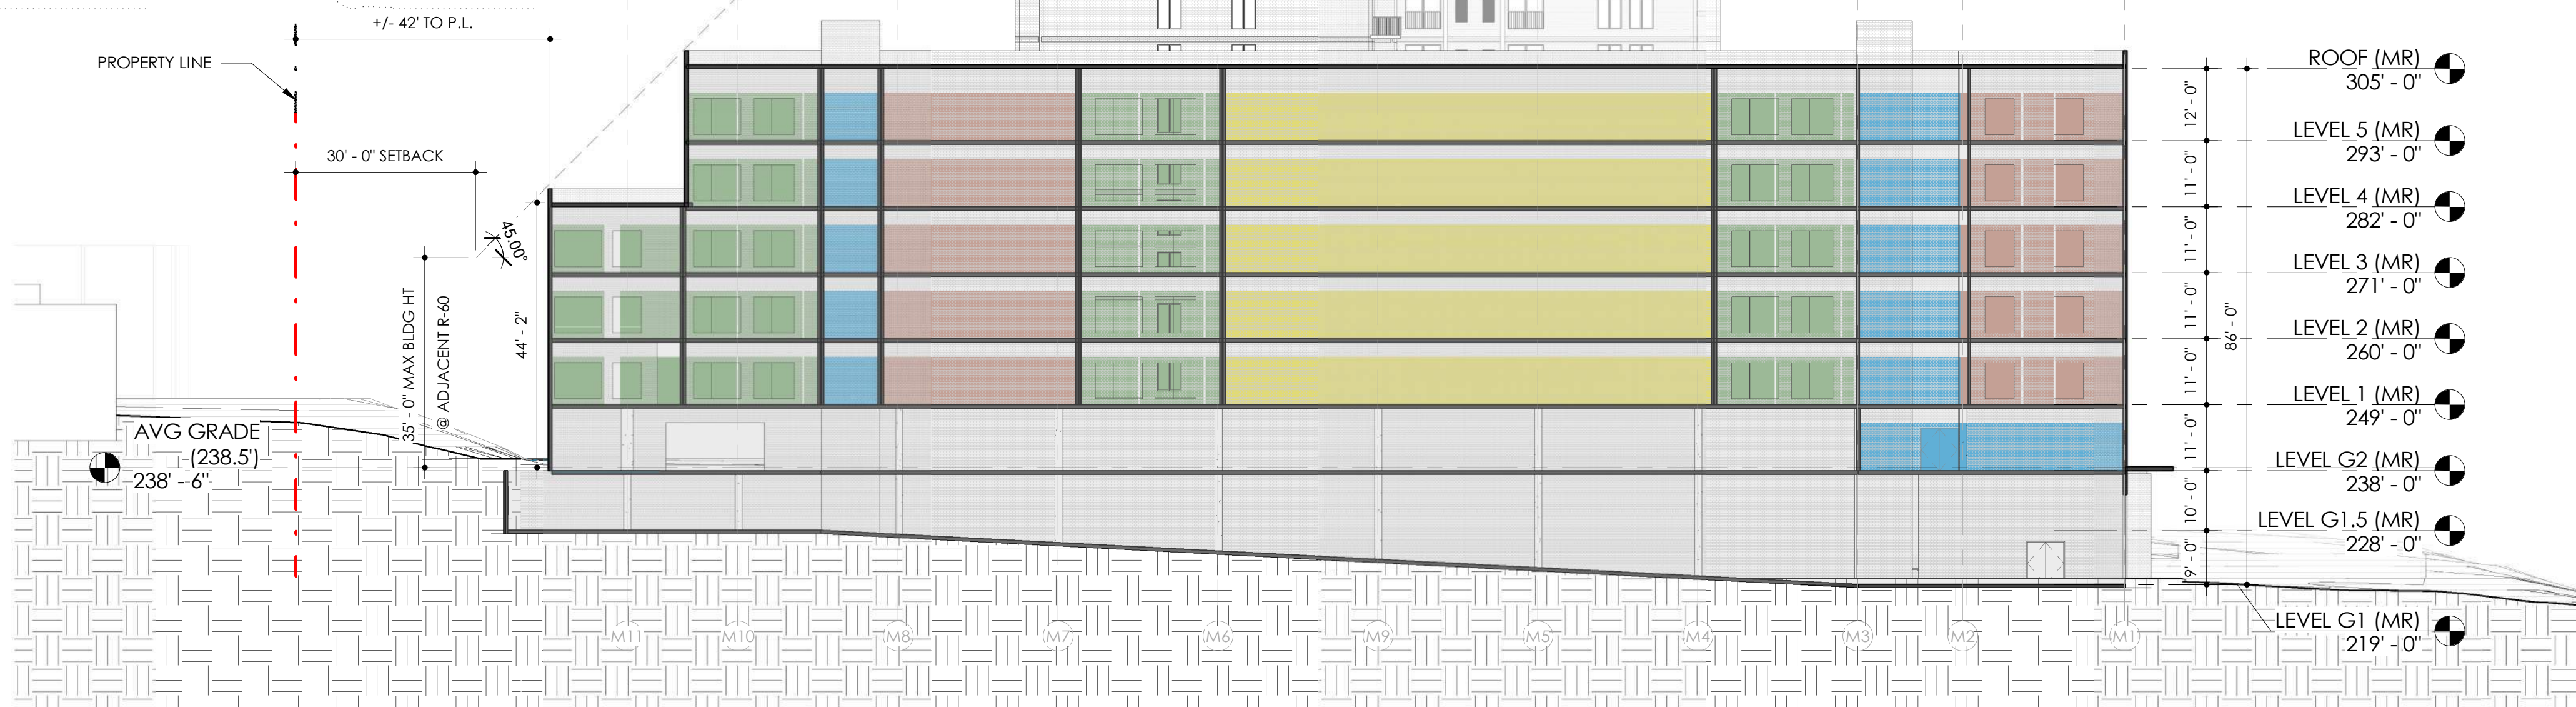 +/- 42' TO P.L.
PROPERTY LINE
30' - 0" SETBACK
45.00°
35' - 0" MAX BLDG HT
@ ADJACENT R-60
44' - 2"
AVG GRADE
(238.5')
238' - 6"
ROOF (MR)
305' - 0"
12' - 0"
LEVEL 5 (MR)
293' - 0"
11' - 0"
LEVEL 4 (MR)
282' - 0"
11' - 0"
LEVEL 3 (MR)
271' - 0"
11' - 0"
86' - 0"
LEVEL 2 (MR)
260' - 0"
11' - 0"
LEVEL 1 (MR)
249' - 0"
11' - 0"
LEVEL G2 (MR)
238' - 0"
10' - 0"
LEVEL G1.5 (MR)
228' - 0"
9' - 0"
LEVEL G1 (MR)
219' - 0"
M11 M10 M8 M7 M6 M9 M5 M4 M3 M2 M1